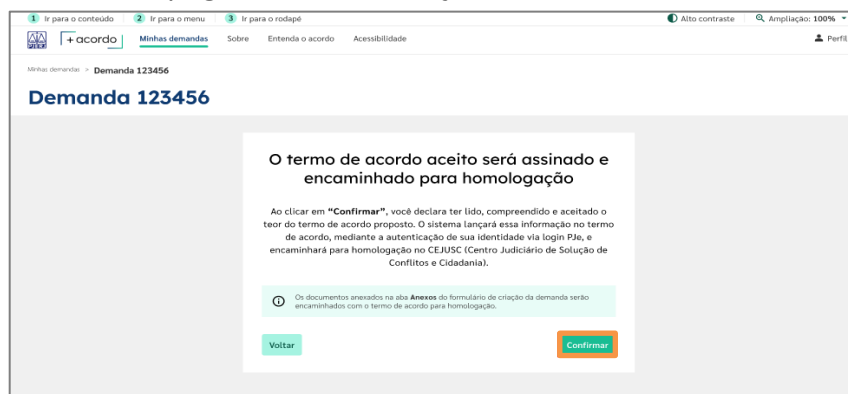 1 Ir para o conteúdo 2 Ir para o menu 3 Ir para o rodapé Alto contraste Ampliação: 100%
PJERJ +acordo Minhas demandas Sobre Entenda o acordo Acessibilidade Perfil
Minhas demandas > Demanda 123456
Demanda 123456
O termo de acordo aceito será assinado e
encaminhado para homologação
Ao clicar em “Confirmar”, você declara ter lido, compreendido e aceitado o
teor do termo de acordo proposto. O sistema lançará essa informação no termo
de acordo, mediante a autenticação de sua identidade via login PJe, e
encaminhará para homologação no CEJUSC (Centro Judiciário de Solução de
Conflitos e Cidadania).
Os documentos anexados na aba Anexos do formulário de criação da demanda serão
encaminhados com o termo de acordo para homologação.
Voltar Confirmar